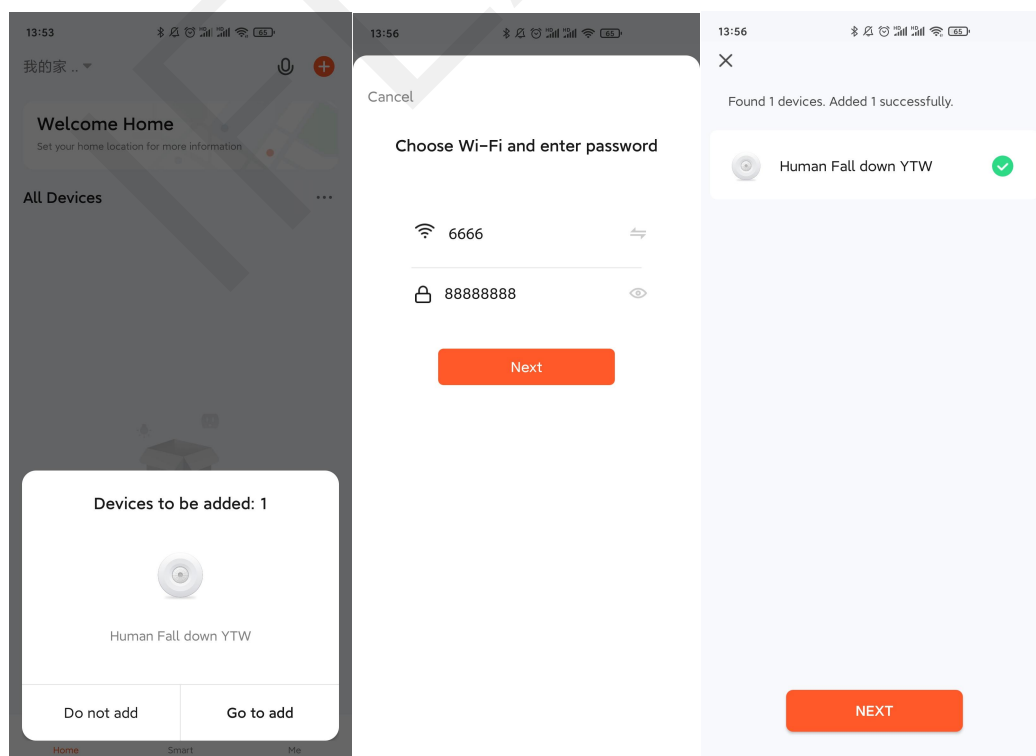 13:53
65
我的家 ..
Welcome Home
Set your home location for more information
All Devices
Devices to be added: 1
Human Fall down YTW
Do not add
Go to add
Home
Smart
Me
13:56
65
Cancel
Choose Wi-Fi and enter password
6666
88888888
Next
13:56
65
Found 1 devices. Added 1 successfully.
Human Fall down YTW
NEXT